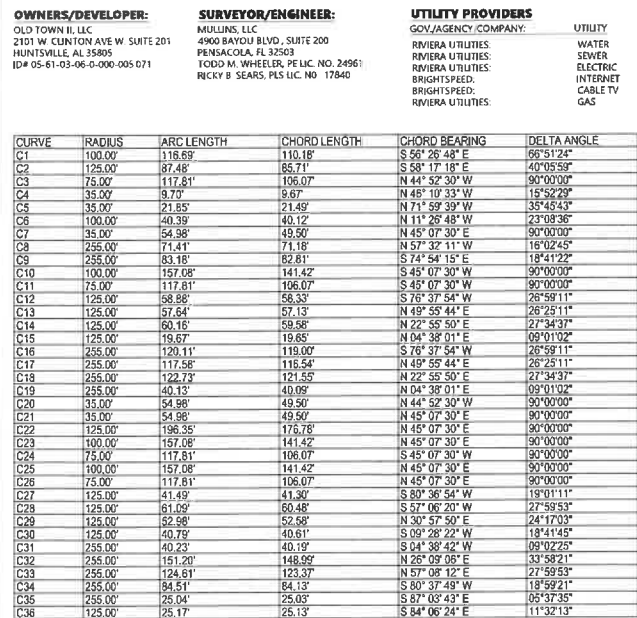 OWNERS/DEVELOPER:
OLD TOWN II, LLC
2101 W. CLINTON AVE W. SUITE 201
HUNTSVILLE, AL 35805
ID# 05-61-03-06-0-000-005 071
SURVEYOR/ENGINEER:
MULLINS, LLC
4900 BAYOU BLVD, SUITE 200
PENSACOLA, FL 32503
TODD M. WHEELER, PE LIC. NO. 24961
RICKY B SEARS, PLS LIC. NO 17840
UTILITY PROVIDERS
GOV./AGENCY/COMPANY: UTILITY
RIVIERA UTILITIES: WATER
RIVIERA UTILITIES: SEWER
RIVIERA UTILITIES: ELECTRIC
BRIGHTSPEED: INTERNET
BRIGHTSPEED: CABLE TV
RIVIERA UTILITIES: GAS
CURVE RADIUS ARC LENGTH CHORD LENGTH CHORD BEARING DELTA ANGLE
C1 100.00' 116.69' 110.18' S 56° 26' 48" E 66°51'24"
C2 125.00' 87.48' 85.71' S 58° 17' 18" E 40°05'59"
C3 75.00' 117.81' 106.07' N 44° 52' 30" W 90°00'00"
C4 35.00' 9.70' 9.67' N 46° 10' 33" W 15°52'29"
C5 35.00' 21.85' 21.49' N 71° 59' 39" W 35°45'43"
C6 100.00' 40.39' 40.12' N 11° 26' 48" W 23°08'36"
C7 35.00' 54.98' 49.50' N 45° 07' 30" E 90°00'00"
C8 255.00' 71.41' 71.18' N 57° 32' 11" W 16°02'45"
C9 255.00' 83.18' 82.81' S 74° 54' 15" E 18°41'22"
C10 100.00' 157.08' 141.42' S 45° 07' 30" W 90°00'00"
C11 75.00' 117.81' 106.07' S 45° 07' 30" W 90°00'00"
C12 125.00' 58.88' 58.33' S 76° 37' 54" W 26°59'11"
C13 125.00' 57.64' 57.13' N 49° 55' 44" E 26°25'11"
C14 125.00' 60.16' 59.58' N 22° 55' 50" E 27°34'37"
C15 125.00' 19.67' 19.65' N 04° 38' 01" E 09°01'02"
C16 255.00' 120.11' 119.00' S 76° 37' 54" W 26°59'11"
C17 255.00' 117.58' 116.54' N 49° 55' 44" E 26°25'11"
C18 255.00' 122.73' 121.55' N 22° 55' 50" E 27°34'37"
C19 255.00' 40.13' 40.09' N 04° 38' 01" E 09°01'02"
C20 35.00' 54.98' 49.50' N 44° 52' 30" W 90°00'00"
C21 35.00' 54.98' 49.50' N 45° 07' 30" E 90°00'00"
C22 125.00' 196.35' 176.78' N 45° 07' 30" E 90°00'00"
C23 100.00' 157.08' 141.42' N 45° 07' 30" E 90°00'00"
C24 75.00' 117.81' 106.07' S 45° 07' 30" W 90°00'00"
C25 100.00' 157.08' 141.42' N 45° 07' 30" E 90°00'00"
C26 75.00' 117.81' 106.07' N 45° 07' 30" E 90°00'00"
C27 125.00' 41.49' 41.30' S 80° 36' 54" W 19°01'11"
C28 125.00' 61.09' 60.48' S 57° 06' 20" W 27°59'53"
C29 125.00' 52.98' 52.58' N 30° 57' 50" E 24°17'03"
C30 125.00' 40.79' 40.61' S 09° 28' 22" W 18°41'45"
C31 255.00' 40.23' 40.19' S 04° 38' 42" W 09°02'25"
C32 255.00' 151.20' 148.99' N 26° 09' 06" E 33°58'21"
C33 255.00' 124.61' 123.37' N 57° 08' 12" E 27°59'53"
C34 255.00' 84.51' 84.13' S 80° 37' 49" W 18°59'21"
C35 255.00' 25.04' 25.03' S 87° 03' 43" E 05°37'35"
C36 125.00' 25.17' 25.13' S 84° 06' 24" E 11°32'13"